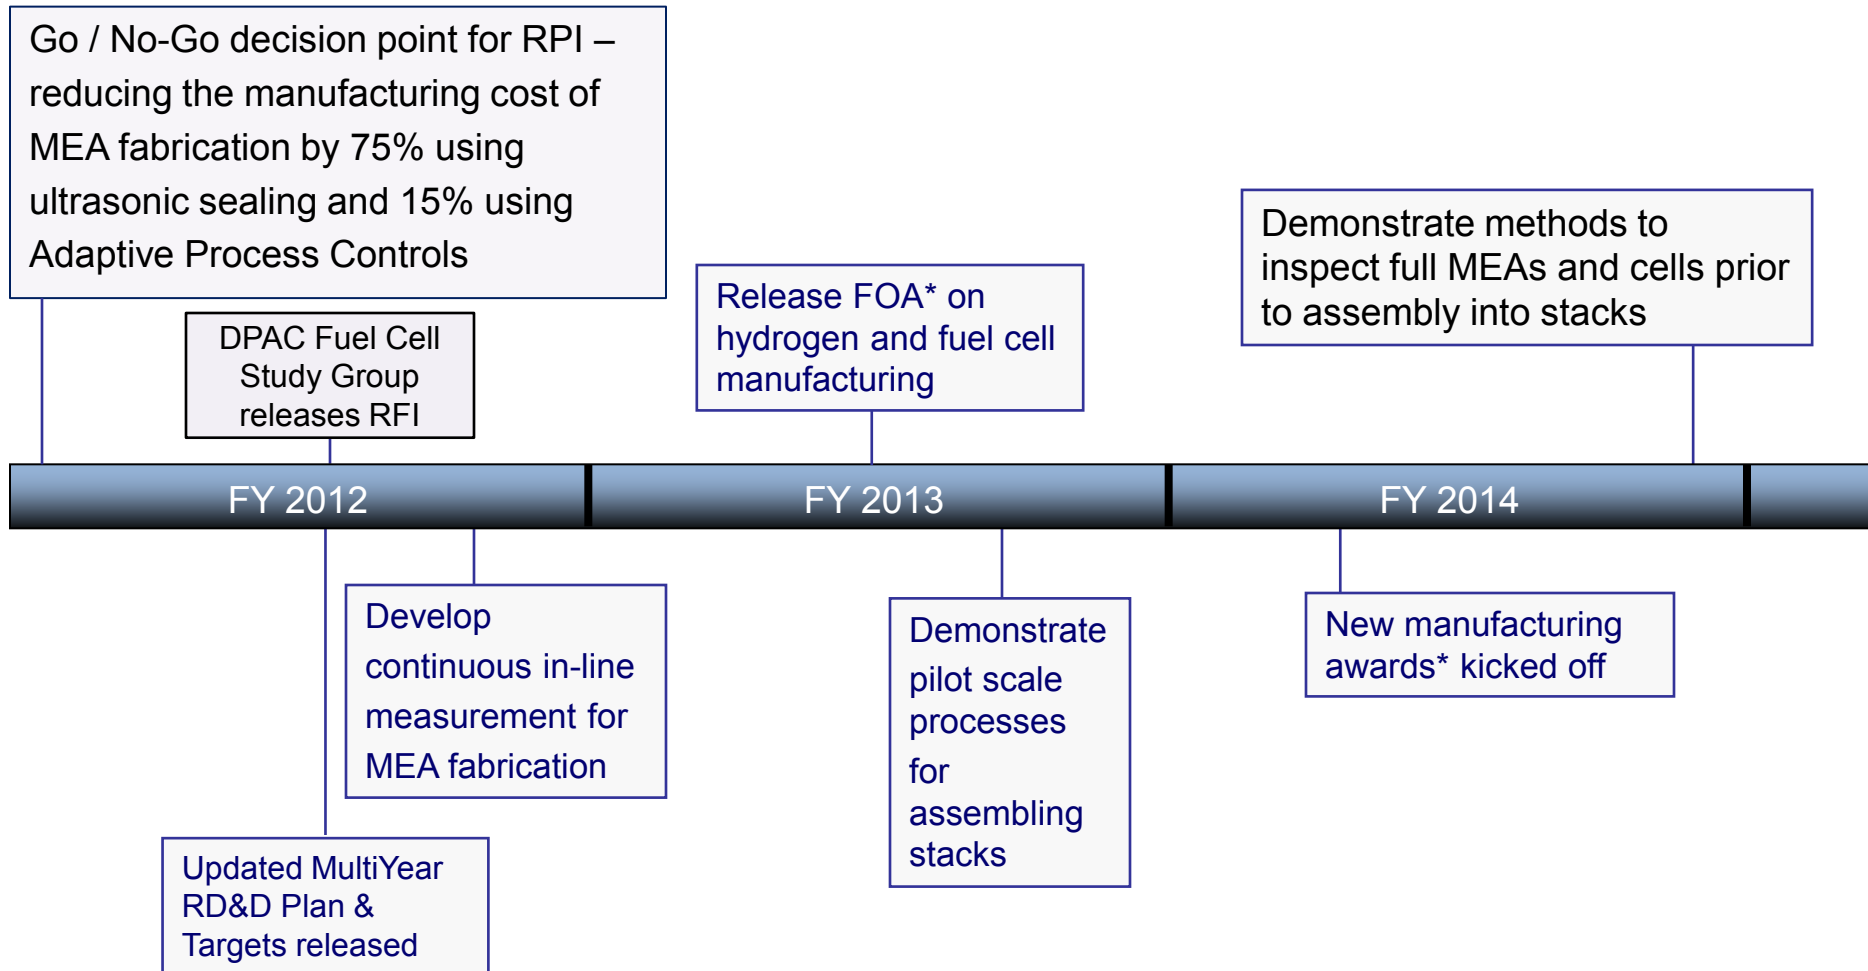 Go / No-Go decision point for RPI –
reducing the manufacturing cost of
MEA fabrication by 75% using
ultrasonic sealing and 15% using
Adaptive Process Controls
DPAC Fuel Cell
Study Group
releases RFI
Release FOA* on
hydrogen and fuel cell
manufacturing
Demonstrate methods to
inspect full MEAs and cells prior
to assembly into stacks
FY 2012
FY 2013
FY 2014
Develop
continuous in-line
measurement for
MEA fabrication
Updated MultiYear
RD&D Plan &
Targets released
Demonstrate
pilot scale
processes
for
assembling
stacks
New manufacturing
awards* kicked off